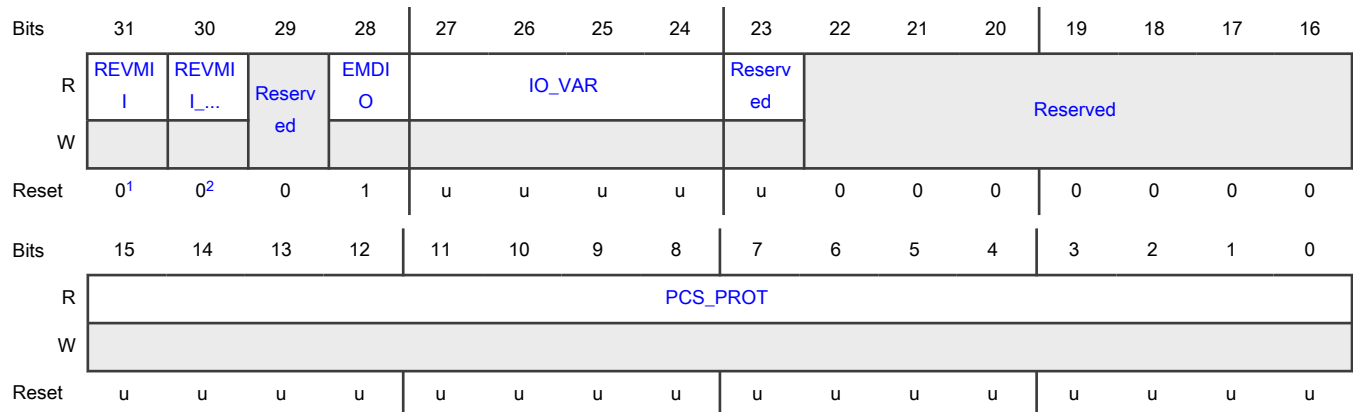 Bits 31 30 29 28 27 26 25 24 23 22 21 20 19 18 17 16
R REVMI I REVMI I_... Reserv ed EMDI O IO_VAR Reserv ed Reserved
W
Reset 0¹ 0² 0 1 u u u u u 0 0 0 0 0 0 0
Bits 15 14 13 12 11 10 9 8 7 6 5 4 3 2 1 0
R PCS_PROT
W
Reset u u u u u u u u u u u u u u u u